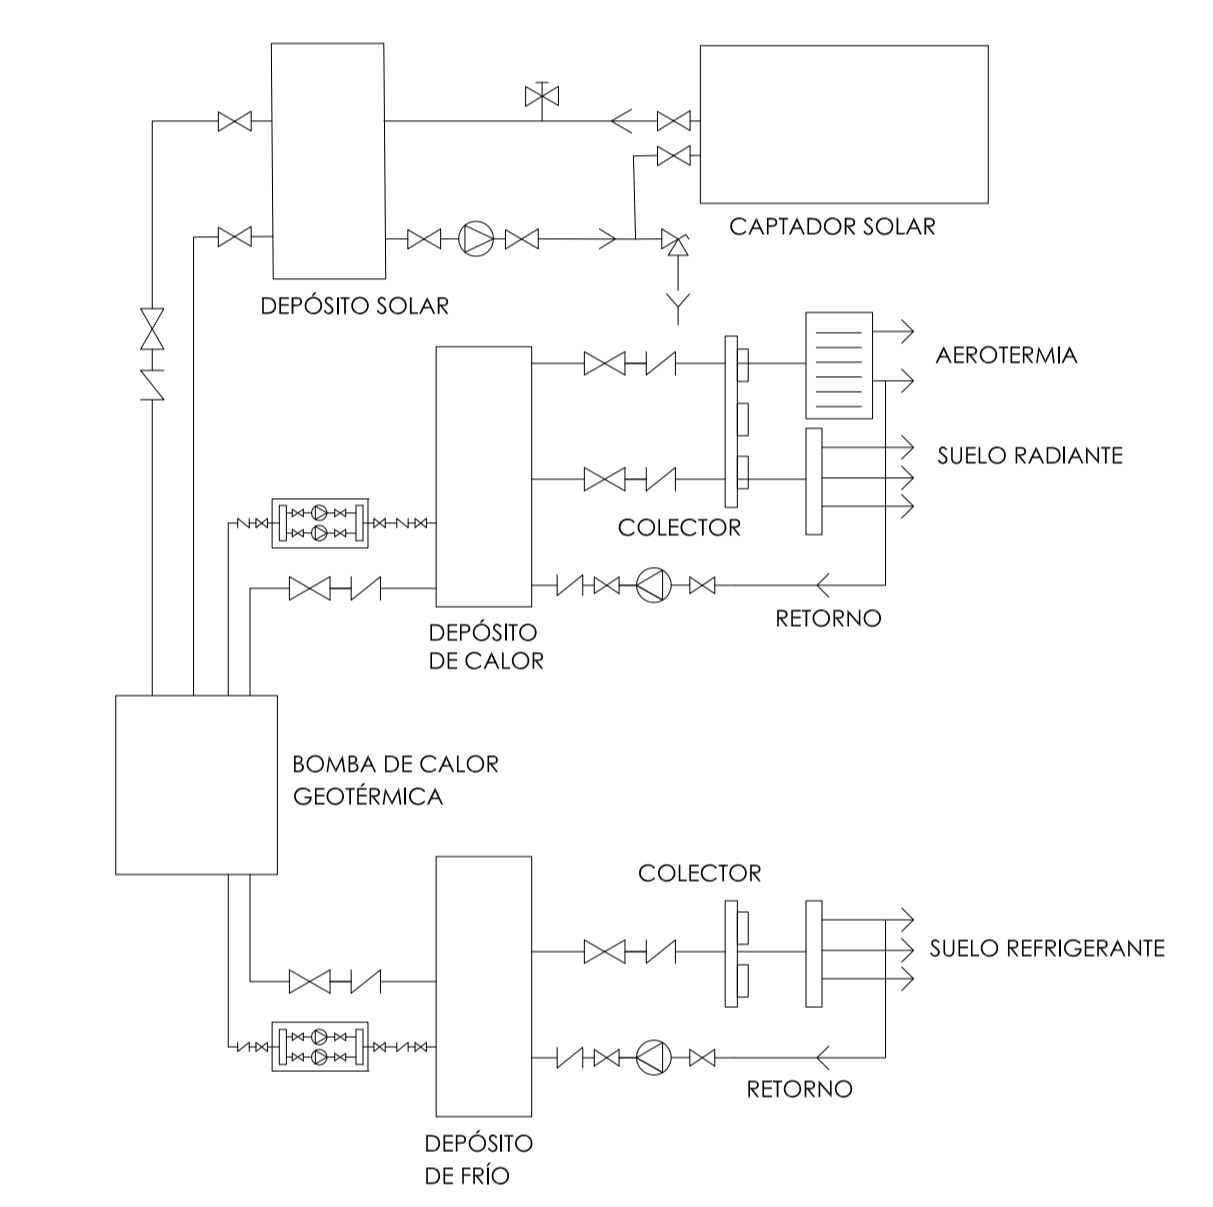 CAPTADOR SOLAR
DEPÓSITO SOLAR
AEROTERMIA
SUELO RADIANTE
COLECTOR
RETORNO
DEPÓSITO
DE CALOR
BOMBA DE CALOR
GEOTÉRMICA
COLECTOR
SUELO REFRIGERANTE
RETORNO
DEPÓSITO
DE FRÍO